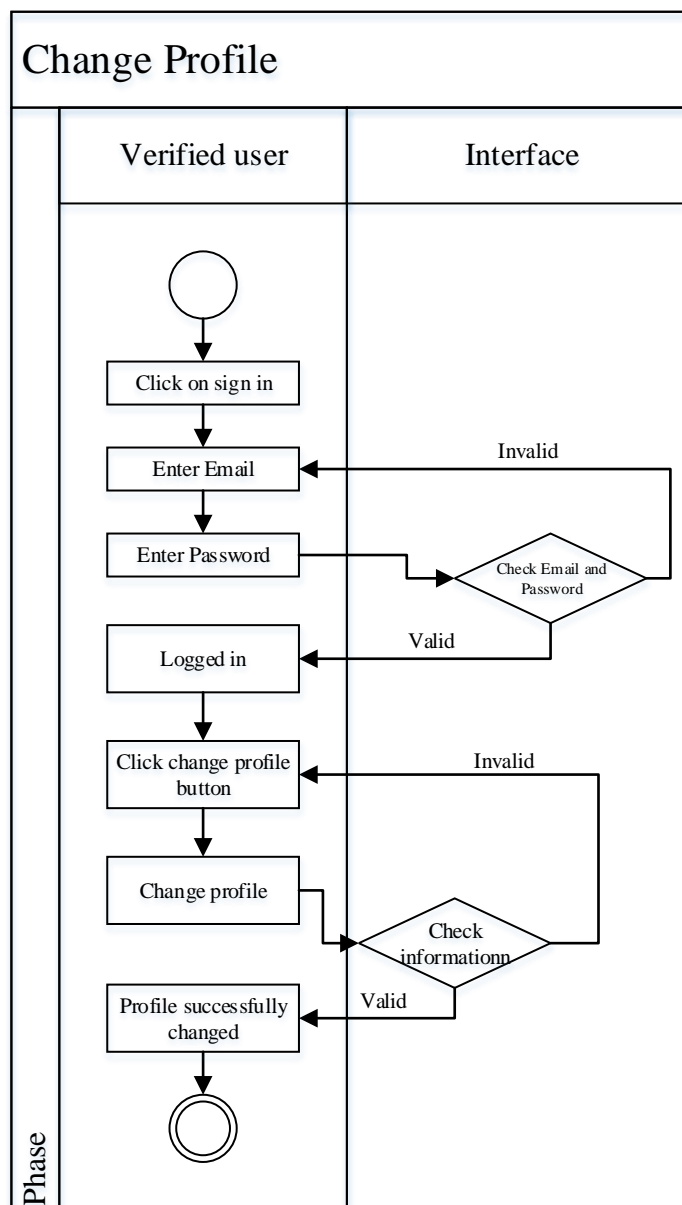 Change Profile
Verified user
Interface
Click on sign in
Invalid
Enter Email
Enter Password
Check Email and
Password
Valid
Logged in
Click change profile
button
Invalid
Change profile
Check
informationn
Valid
Profile successfully
changed
Phase